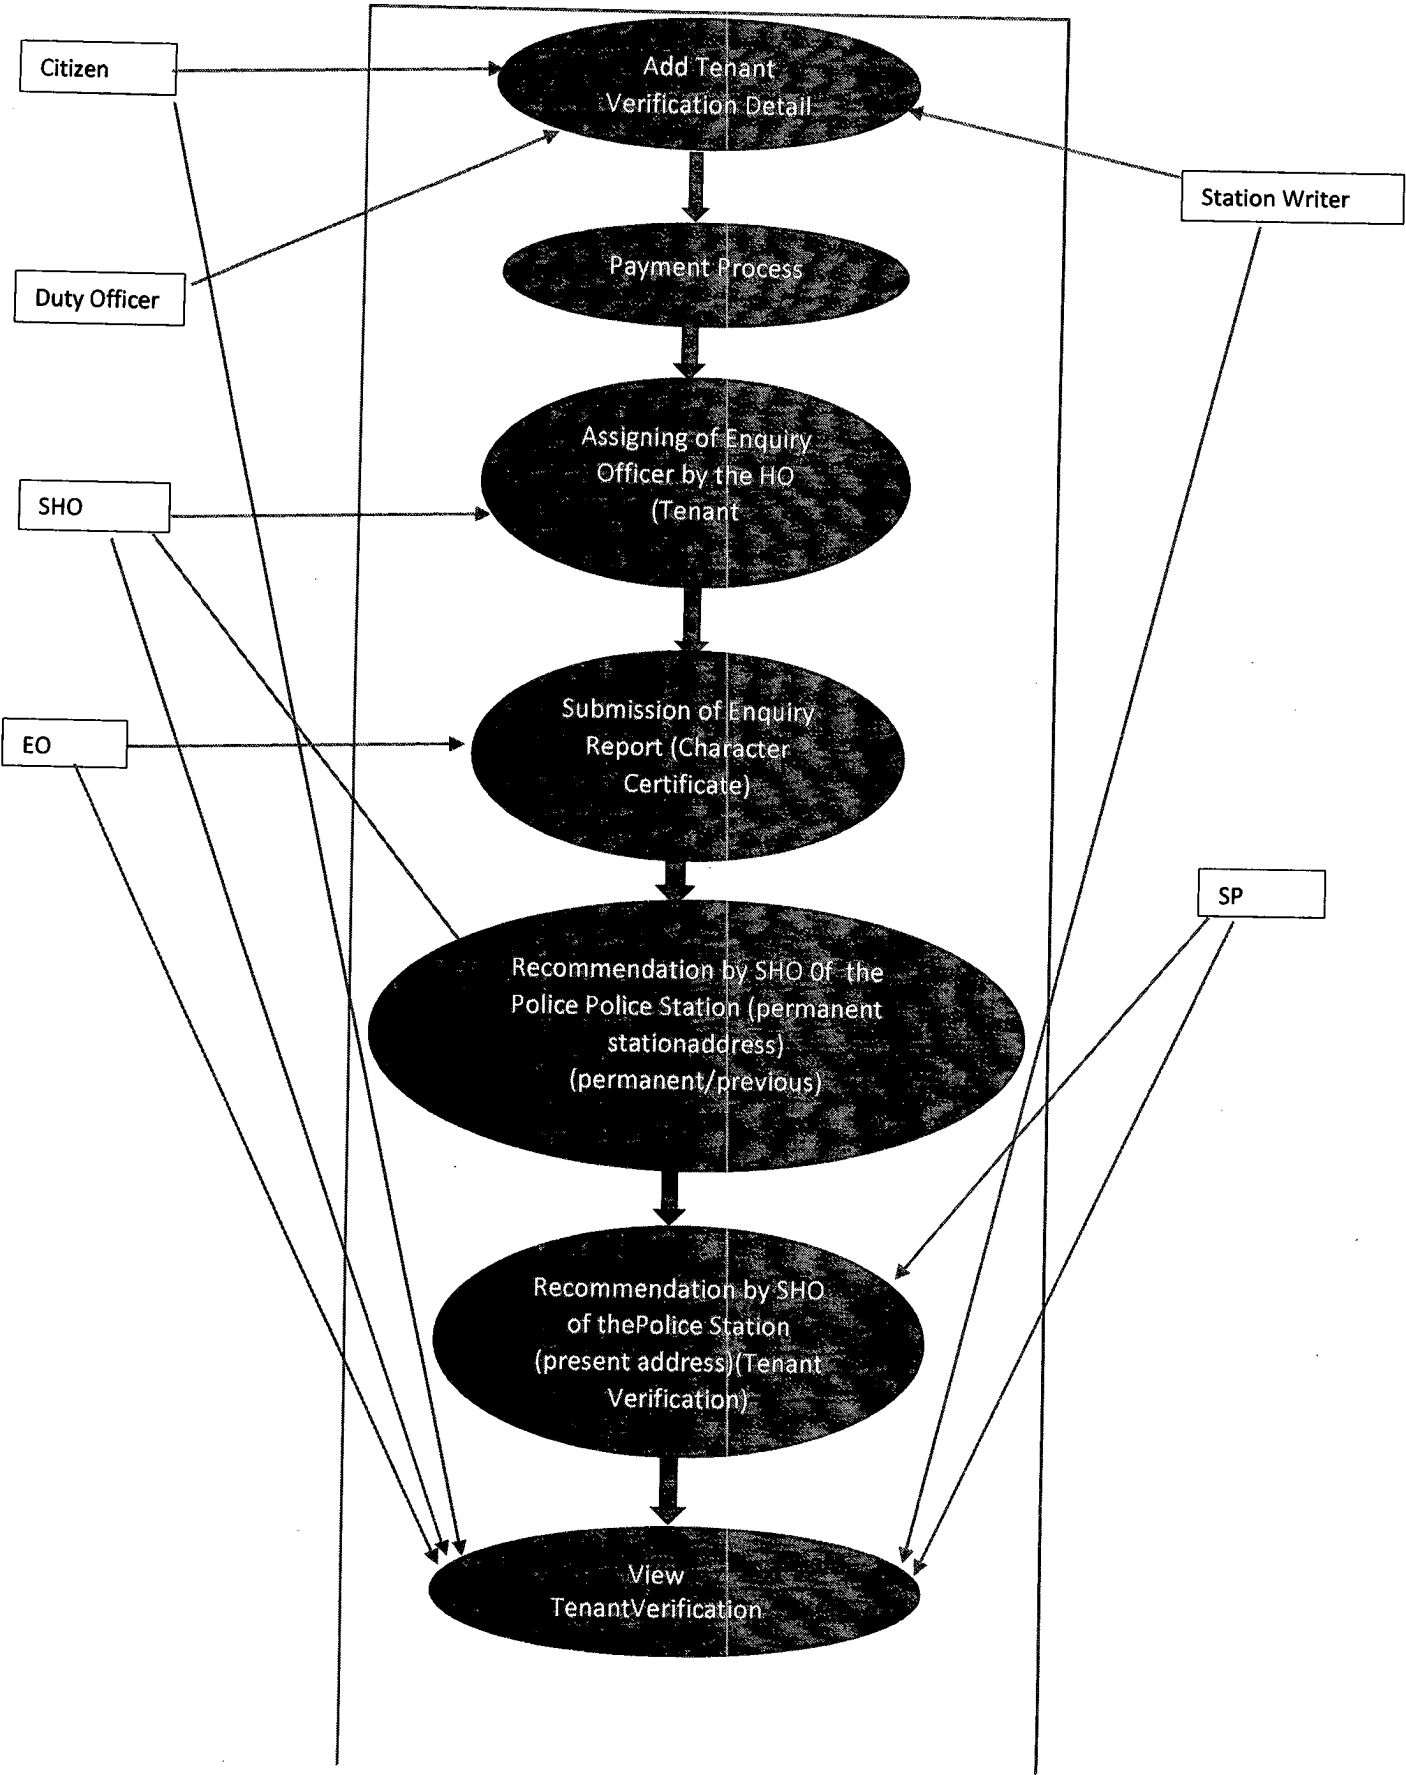 Citizen
Add Tenant
Verification Detail
Station Writer
Payment Process
Duty Officer
Assigning of Enquiry
Officer by the HO
(Tenant
SHO
Submission of Enquiry
Report (Character
Certificate)
EO
SP
Recommendation by SHO 0f the
Police Police Station (permanent
stationaddress)
(permanent/previous)
Recommendation by SHO
of thePolice Station
(present address)(Tenant
Verification)
View
TenantVerification